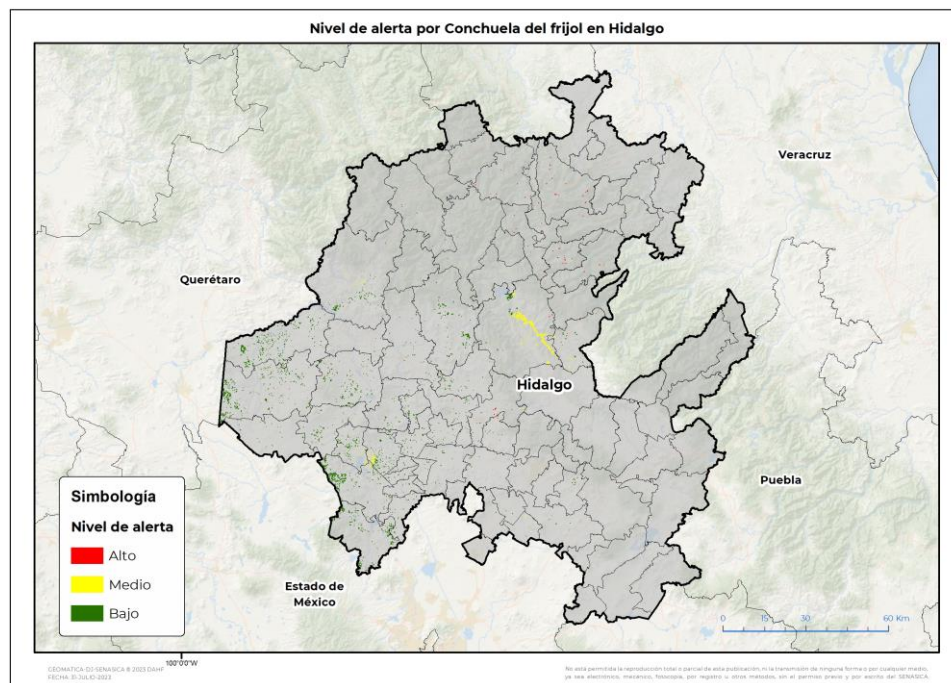 Nivel de alerta por Conchuela del frijol en Hidalgo
Veracruz
Querétaro
Hidalgo
Puebla
Estado de
México
Simbología
Nivel de alerta
Alto
Medio
Bajo
0 15 30 60 Km
100°0'0"W
GEOMATICA-DJ-SENASICA ® 2023 DAHF
FECHA: 31-JULIO-2023
No está permitida la reproducción total o parcial de esta publicación, ni la transmisión de ninguna forma o por cualquier medio,
ya sea electrónico, mecánico, fotocopia, por registro u otros métodos, sin el permiso previo y por escrito del SENASICA.